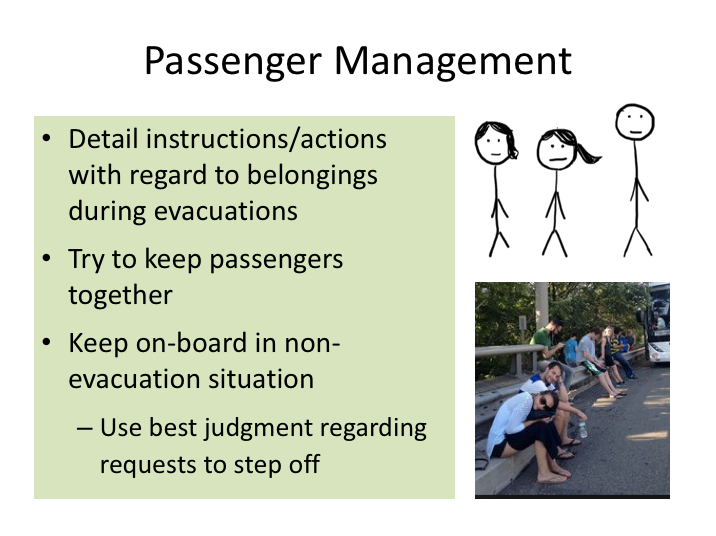 Passenger Management
• Detail instructions/actions
with regard to belongings
during evacuations
• Try to keep passengers
together
• Keep on-board in non-
evacuation situation
– Use best judgment regarding
requests to step off